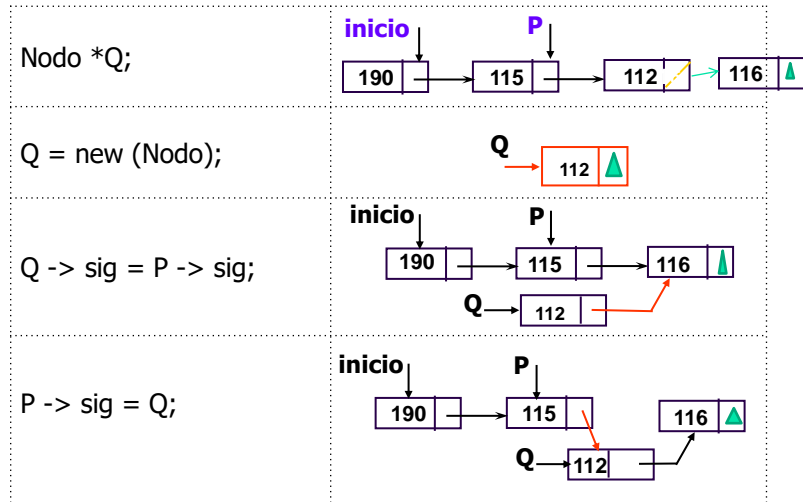 Nodo *Q;
inicio P
190 115 112 116
Q = new (Nodo);
Q
112
Q -> sig = P -> sig;
inicio P
190 115 116
Q 112
P -> sig = Q;
inicio P
190 115 116
Q 112